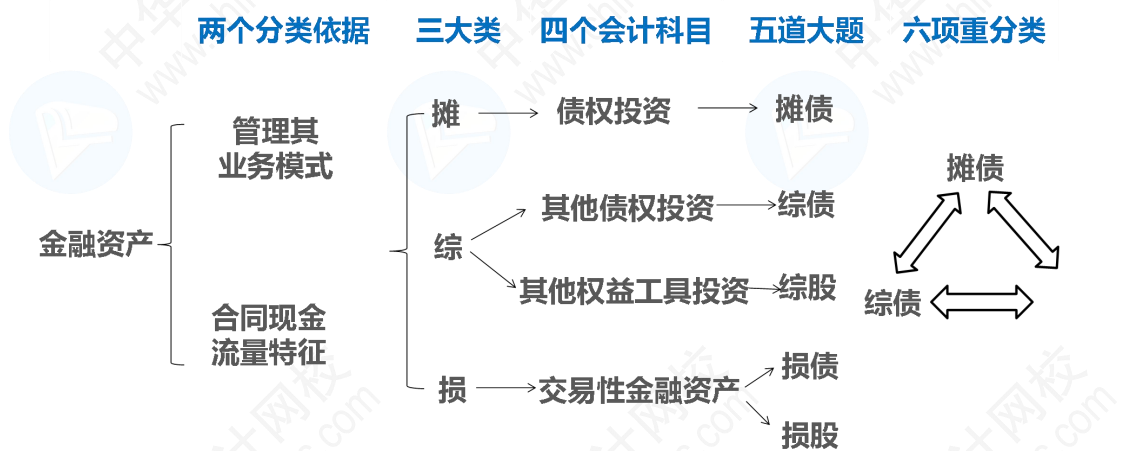 两个分类依据 三大类 四个会计科目 五道大题 六项重分类
金融资产
管理其
业务模式
合同现金
流量特征
摊
综
损
债权投资
其他债权投资
其他权益工具投资
交易性金融资产
摊债
综债
综股
损债
损股
摊债
综债